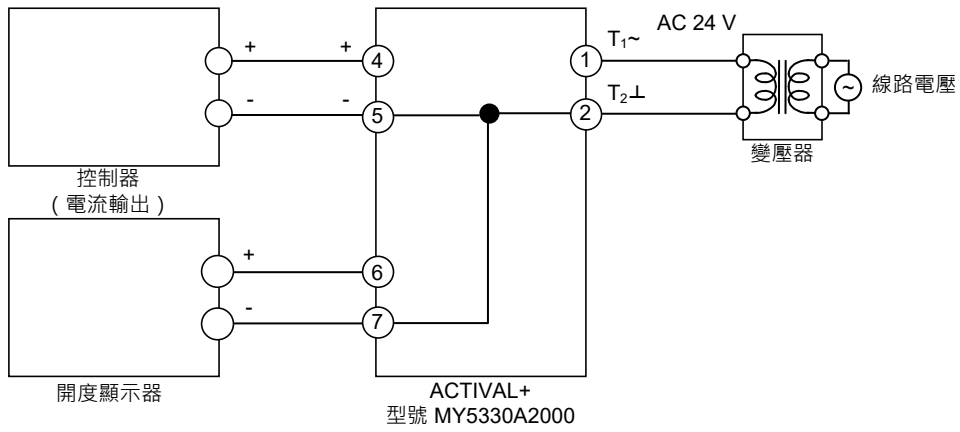 AC 24 V
T₁~
+ + 4 1
線路電壓
~
T₂⊥
- - 5 2
變壓器
控制器
（電流輸出）
+ 6
- 7
開度顯示器
ACTIVAL+
型號 MY5330A2000